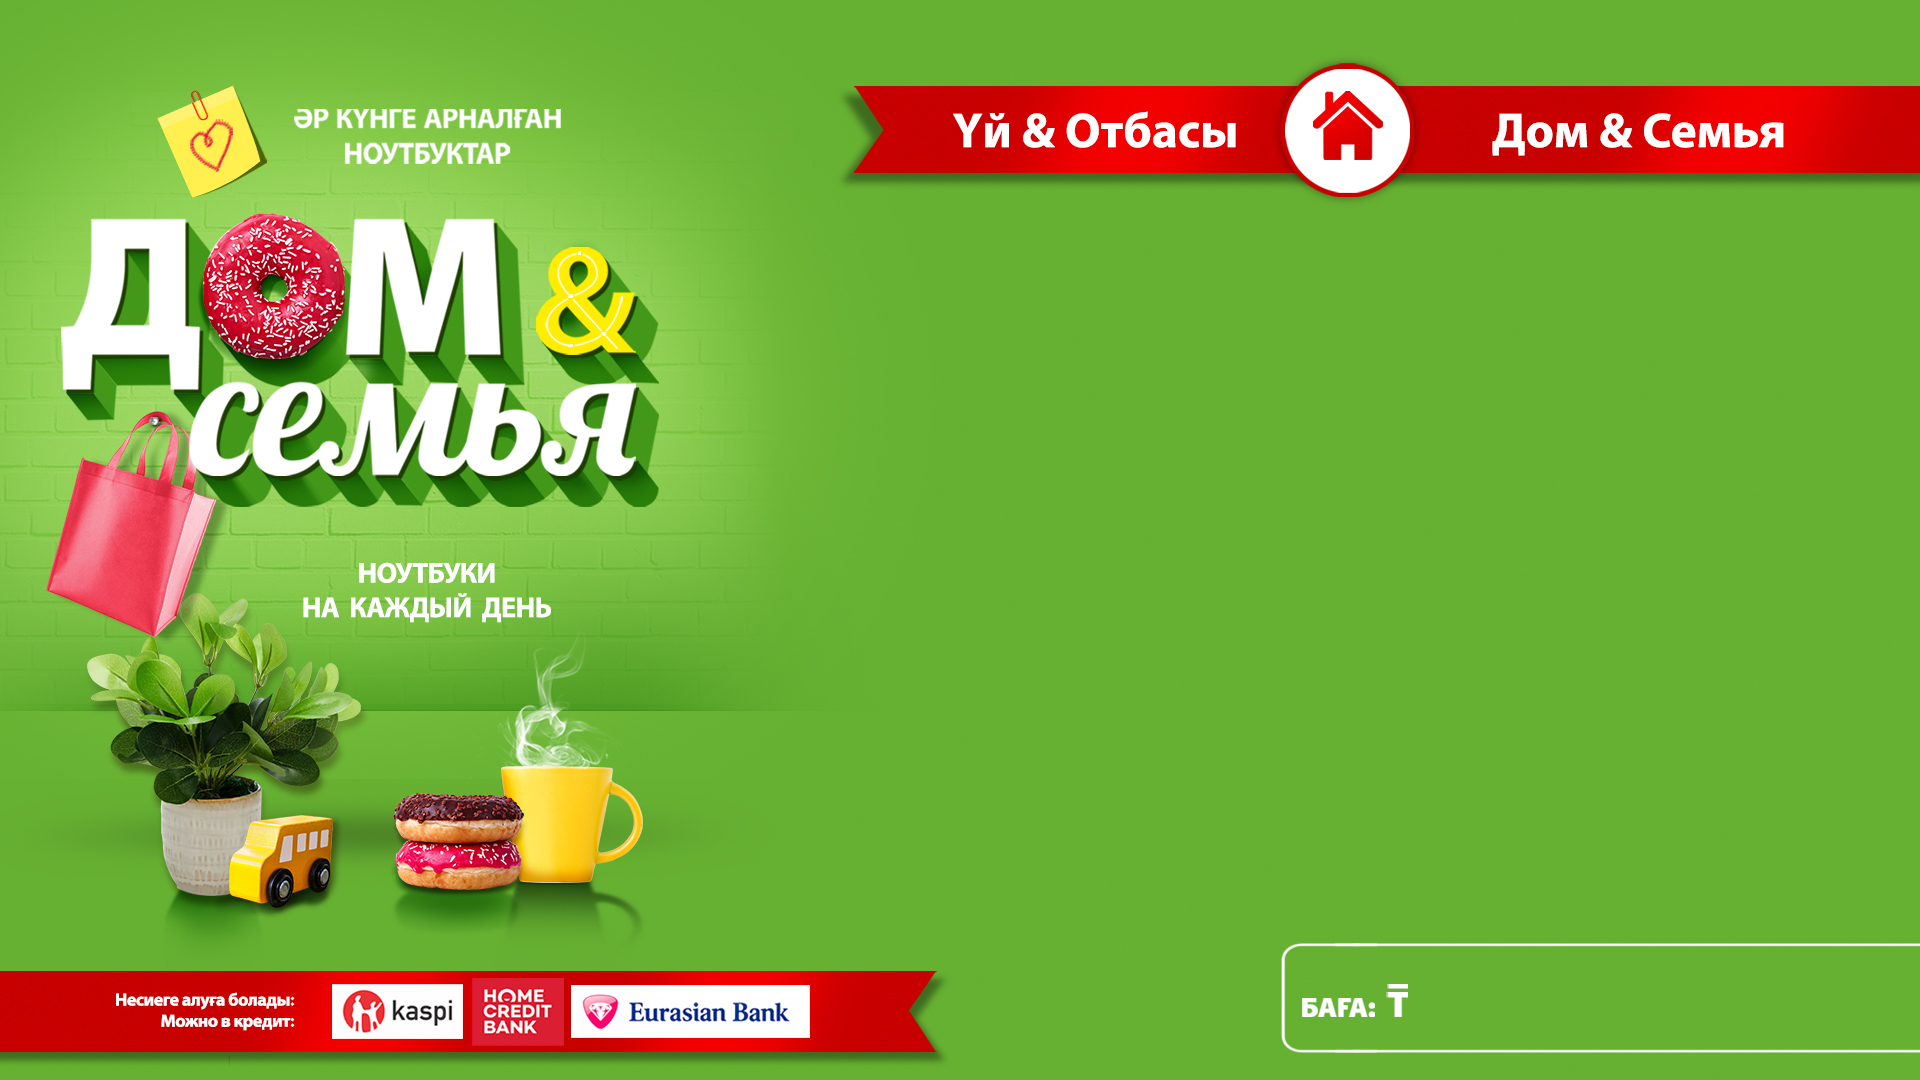 ӘР КҮНГЕ АРНАЛҒАН
НОУТБУКТАР
ДОМ &
семья
НОУТБУКИ
НА КАЖДЫЙ ДЕНЬ
Үй & Отбасы
Дом & Семья
Несиеге алуға болады:
Можно в кредит:
kaspi
HOME
CREDIT
BANK
Eurasian Bank
БАҒА: ₸